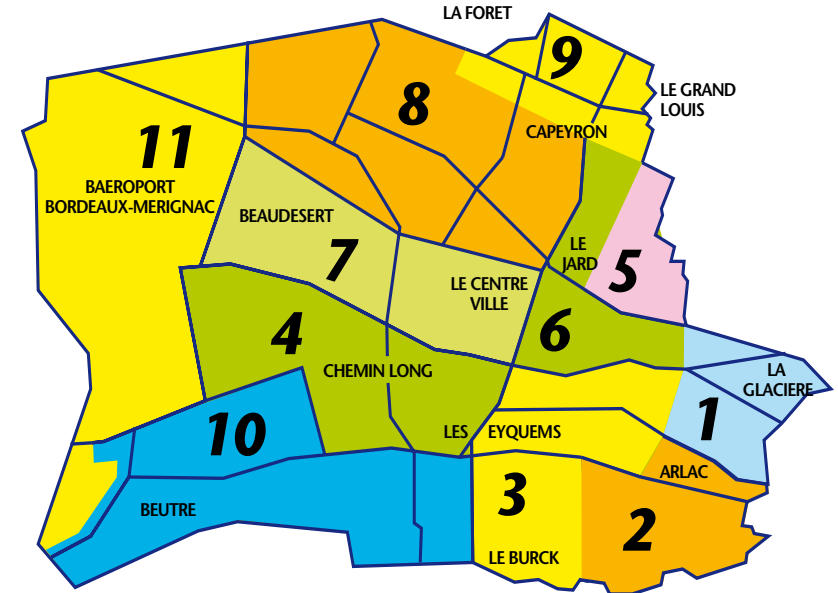 LA FORET
9
LE GRAND
LOUIS
8
CAPEYRON
11
BAEROPORT
BORDEAUX-MERIGNAC
BEAUDESERT
7
LE
JARD
5
LE CENTRE
VILLE
4
6
CHEMIN LONG
LA
GLACIERE
1
10
LES EYQUEMS
ARLAC
3
BEUTRE
2
LE BURCK